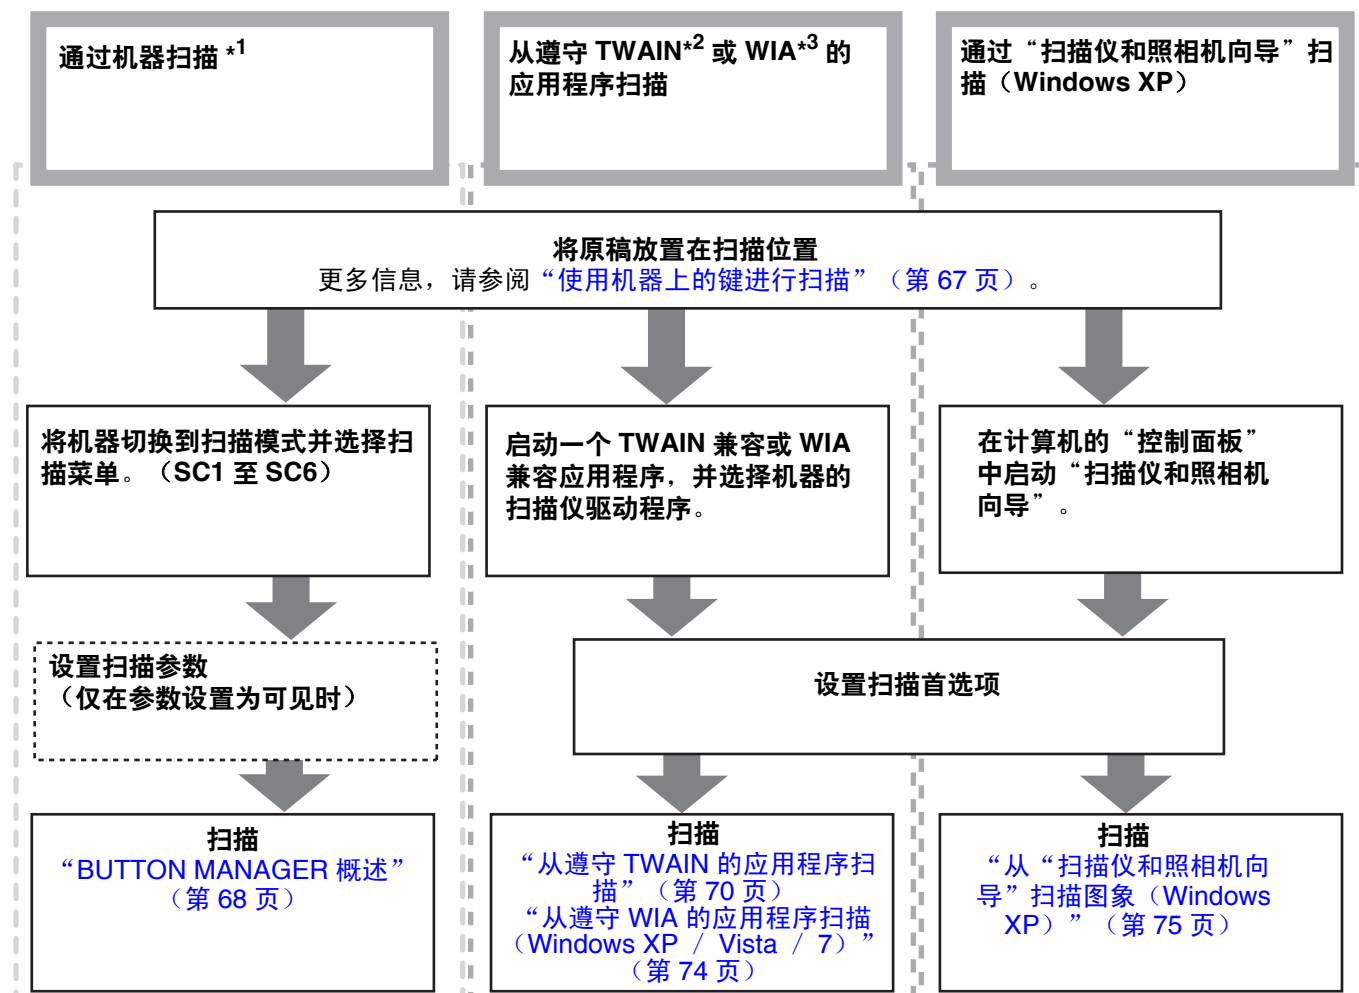 通过机器扫描 *1
从遵守 TWAIN*2 或 WIA*3 的
应用程序扫描
通过“扫描仪和照相机向导”扫
描（Windows XP）
将原稿放置在扫描位置
更多信息，请参阅“使用机器上的键进行扫描”（第 67 页）。
将机器切换到扫描模式并选择扫
描菜单。（SC1 至 SC6）
启动一个 TWAIN 兼容或 WIA
兼容应用程序，并选择机器的
扫描仪驱动程序。
在计算机的“控制面板”
中启动“扫描仪和照相机
向导”。
设置扫描参数
（仅在参数设置为可见时）
设置扫描首选项
扫描
“BUTTON MANAGER 概述”
（第 68 页）
扫描
“从遵守 TWAIN 的应用程序扫
描”（第 70 页）
“从遵守 WIA 的应用程序扫描
（Windows XP / Vista / 7）”
（第 74 页）
扫描
“从“扫描仪和照相机向
导”扫描图象（Windows
XP）”（第 75 页）